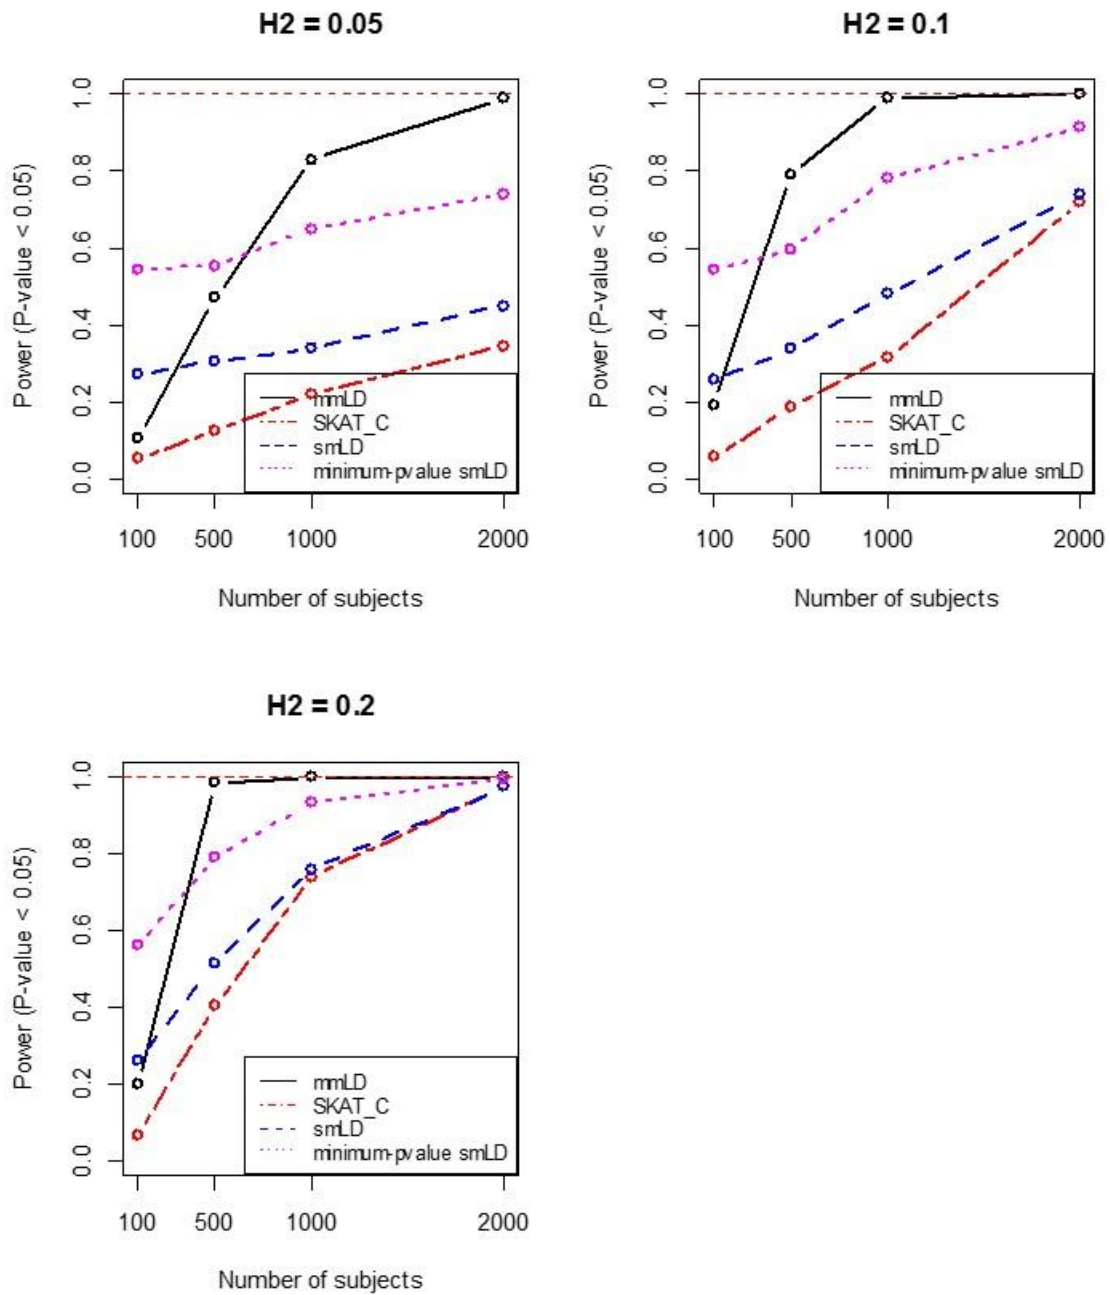 H2 = 0.05
Power (P-value < 0.05)
1.0
0.8
0.6
0.4
0.2
0.0
mmLD
SKAT_C
smLD
minimum-pvalue smLD
100 500 1000 2000
Number of subjects
H2 = 0.1
Power (P-value < 0.05)
1.0
0.8
0.6
0.4
0.2
0.0
mmLD
SKAT_C
smLD
minimum-pvalue smLD
100 500 1000 2000
Number of subjects
H2 = 0.2
Power (P-value < 0.05)
1.0
0.8
0.6
0.4
0.2
0.0
mmLD
SKAT_C
smLD
minimum-pvalue smLD
100 500 1000 2000
Number of subjects